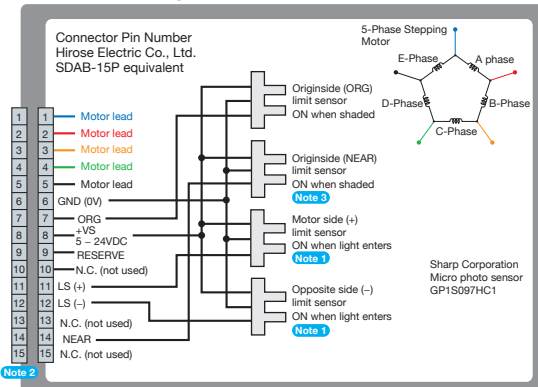 Connector Pin Number
Hirose Electric Co., Ltd.
SDAB-15P equivalent
1 1 Motor lead
2 2 Motor lead
3 3 Motor lead
4 4 Motor lead
5 5 Motor lead
6 6 GND (0V)
7 7 ORG
8 8 +VS
5 – 24VDC
9 9 RESERVE
10 10 N.C. (not used)
11 11 LS (+)
12 12 LS (–)
13 13 N.C. (not used)
14 14 NEAR
15 15 N.C. (not used)
Note 2
Originside (ORG)
limit sensor
ON when shaded
Originside (NEAR)
limit sensor
ON when shaded
Note 3
Motor side (+)
limit sensor
ON when light enters
Note 1
Opposite side (–)
limit sensor
ON when light enters
Note 1
5-Phase Stepping
Motor
E-Phase
A phase
D-Phase
B-Phase
C-Phase
Sharp Corporation
Micro photo sensor
GP1S097HC1